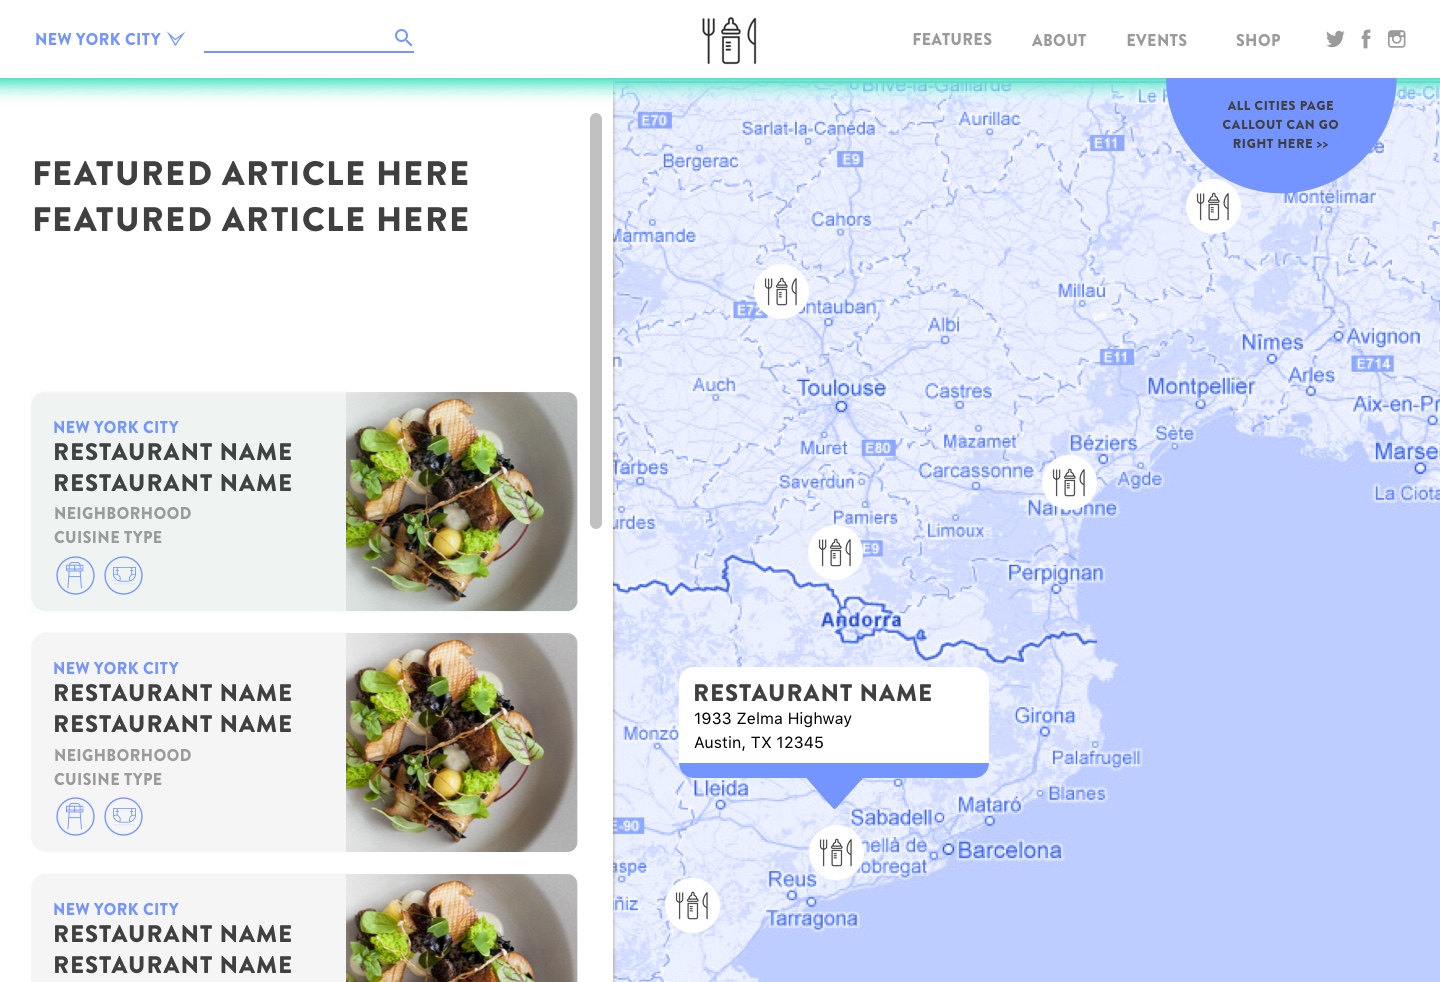 NEW YORK CITY
FEATURES
ABOUT
EVENTS
SHOP
FEATURED ARTICLE HERE
FEATURED ARTICLE HERE
NEW YORK CITY
RESTAURANT NAME
RESTAURANT NAME
NEIGHBORHOOD
CUISINE TYPE
NEW YORK CITY
RESTAURANT NAME
RESTAURANT NAME
NEIGHBORHOOD
CUISINE TYPE
NEW YORK CITY
RESTAURANT NAME
RESTAURANT NAME
ALL CITIES PAGE
CALLOUT CAN GO
RIGHT HERE >>
Brive-la-Gaillarde
E70
Sarlat-la-Canéda
Aurillac
Bergerac
E9
E11
Montélimar
Marmande
Cahors
E72
ontauban
Millau
Albi
Nîmes
Avignon
E11
E714
Auch
Toulouse
Castres
Montpellier
Arles
Aix-en-Pr
Muret
E80
Mazamet
Béziers
Sète
Marse
Tarbes
Saverdun
Carcassonne
Agde
La Ciota
urdes
Pamiers
Limoux
Narbonne
E9
Perpignan
Andorra
RESTAURANT NAME
1933 Zelma Highway
Austin, TX 12345
Monzó
Girona
Palafrugell
Lleida
Mataró
Blanes
E-90
Sabadell
nellà de
obregat
Barcelona
aspe
Reus
ñiz
Tarragona